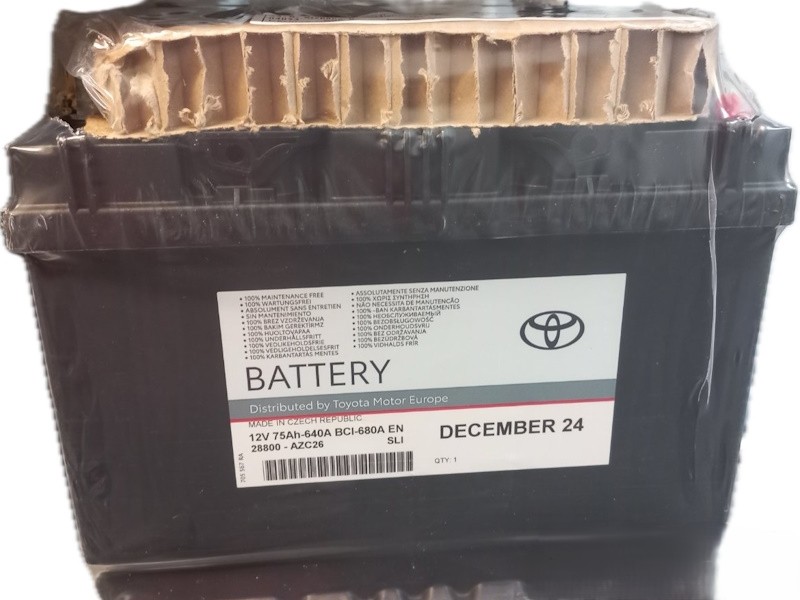 • 100% MAINTENANCE FREE
• 100% WARTUNGSFREI
• ABSOLUMENT SANS ENTRETIEN
• SIN MANTENIMIENTO
• 100% BREZ VZDRŽEVANJA
• 100% BAKIM GEREKTIRMZ
• 100% HUOLTOVAPAA
• 100% UNDERHÅLLSFRITT
• 100% VEDLIKEHOLDSFRIE
• 100% VEDLIGEHOLDELSESFRIT
• 100% KARBANTARTÁS MENTES
• ASSOLUTAMENTE SENZA MANUTENZIONE
• 100% ΧΩΡΙΣ ΣΥΝΤΗΡΗΣΗ
• NÃO NECESSITA DE MANUTENÇÃO
• 100% -BAN KARBANTARTÁSMENTES
• 100% НЕОБСЛУЖИВАЕМЫЙ
• 100% BEZOBSŁUGOWOŚĆ
• 100% ONDERHOUDSVRIJ
• BEZ ODRŽAVANJA
• 100% BEZÚDRŽBOVÁ
• 100% VIDHALDS FRÍR
BATTERY
Distributed by Toyota Motor Europe
MADE IN CZECH REPUBLIC
12V 75Ah-640A BCI-680A EN
28800 - AZC26 SLI
DECEMBER 24
QTY: 1